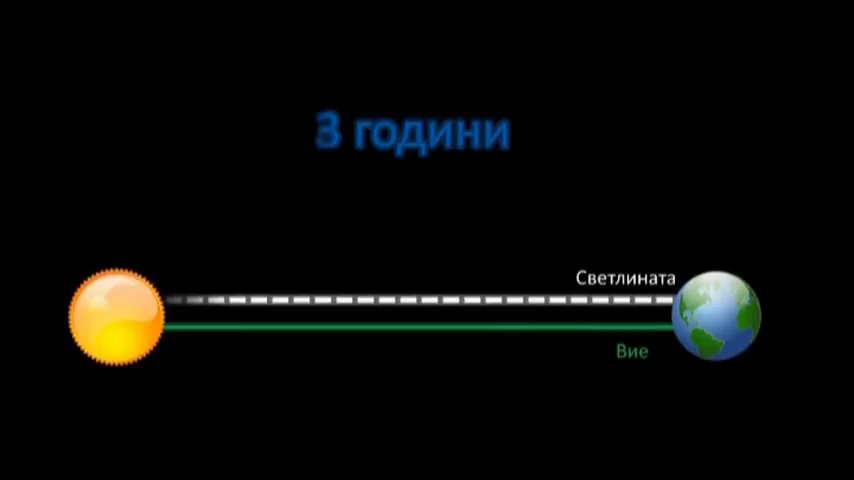 3 години
Светлината
Вие